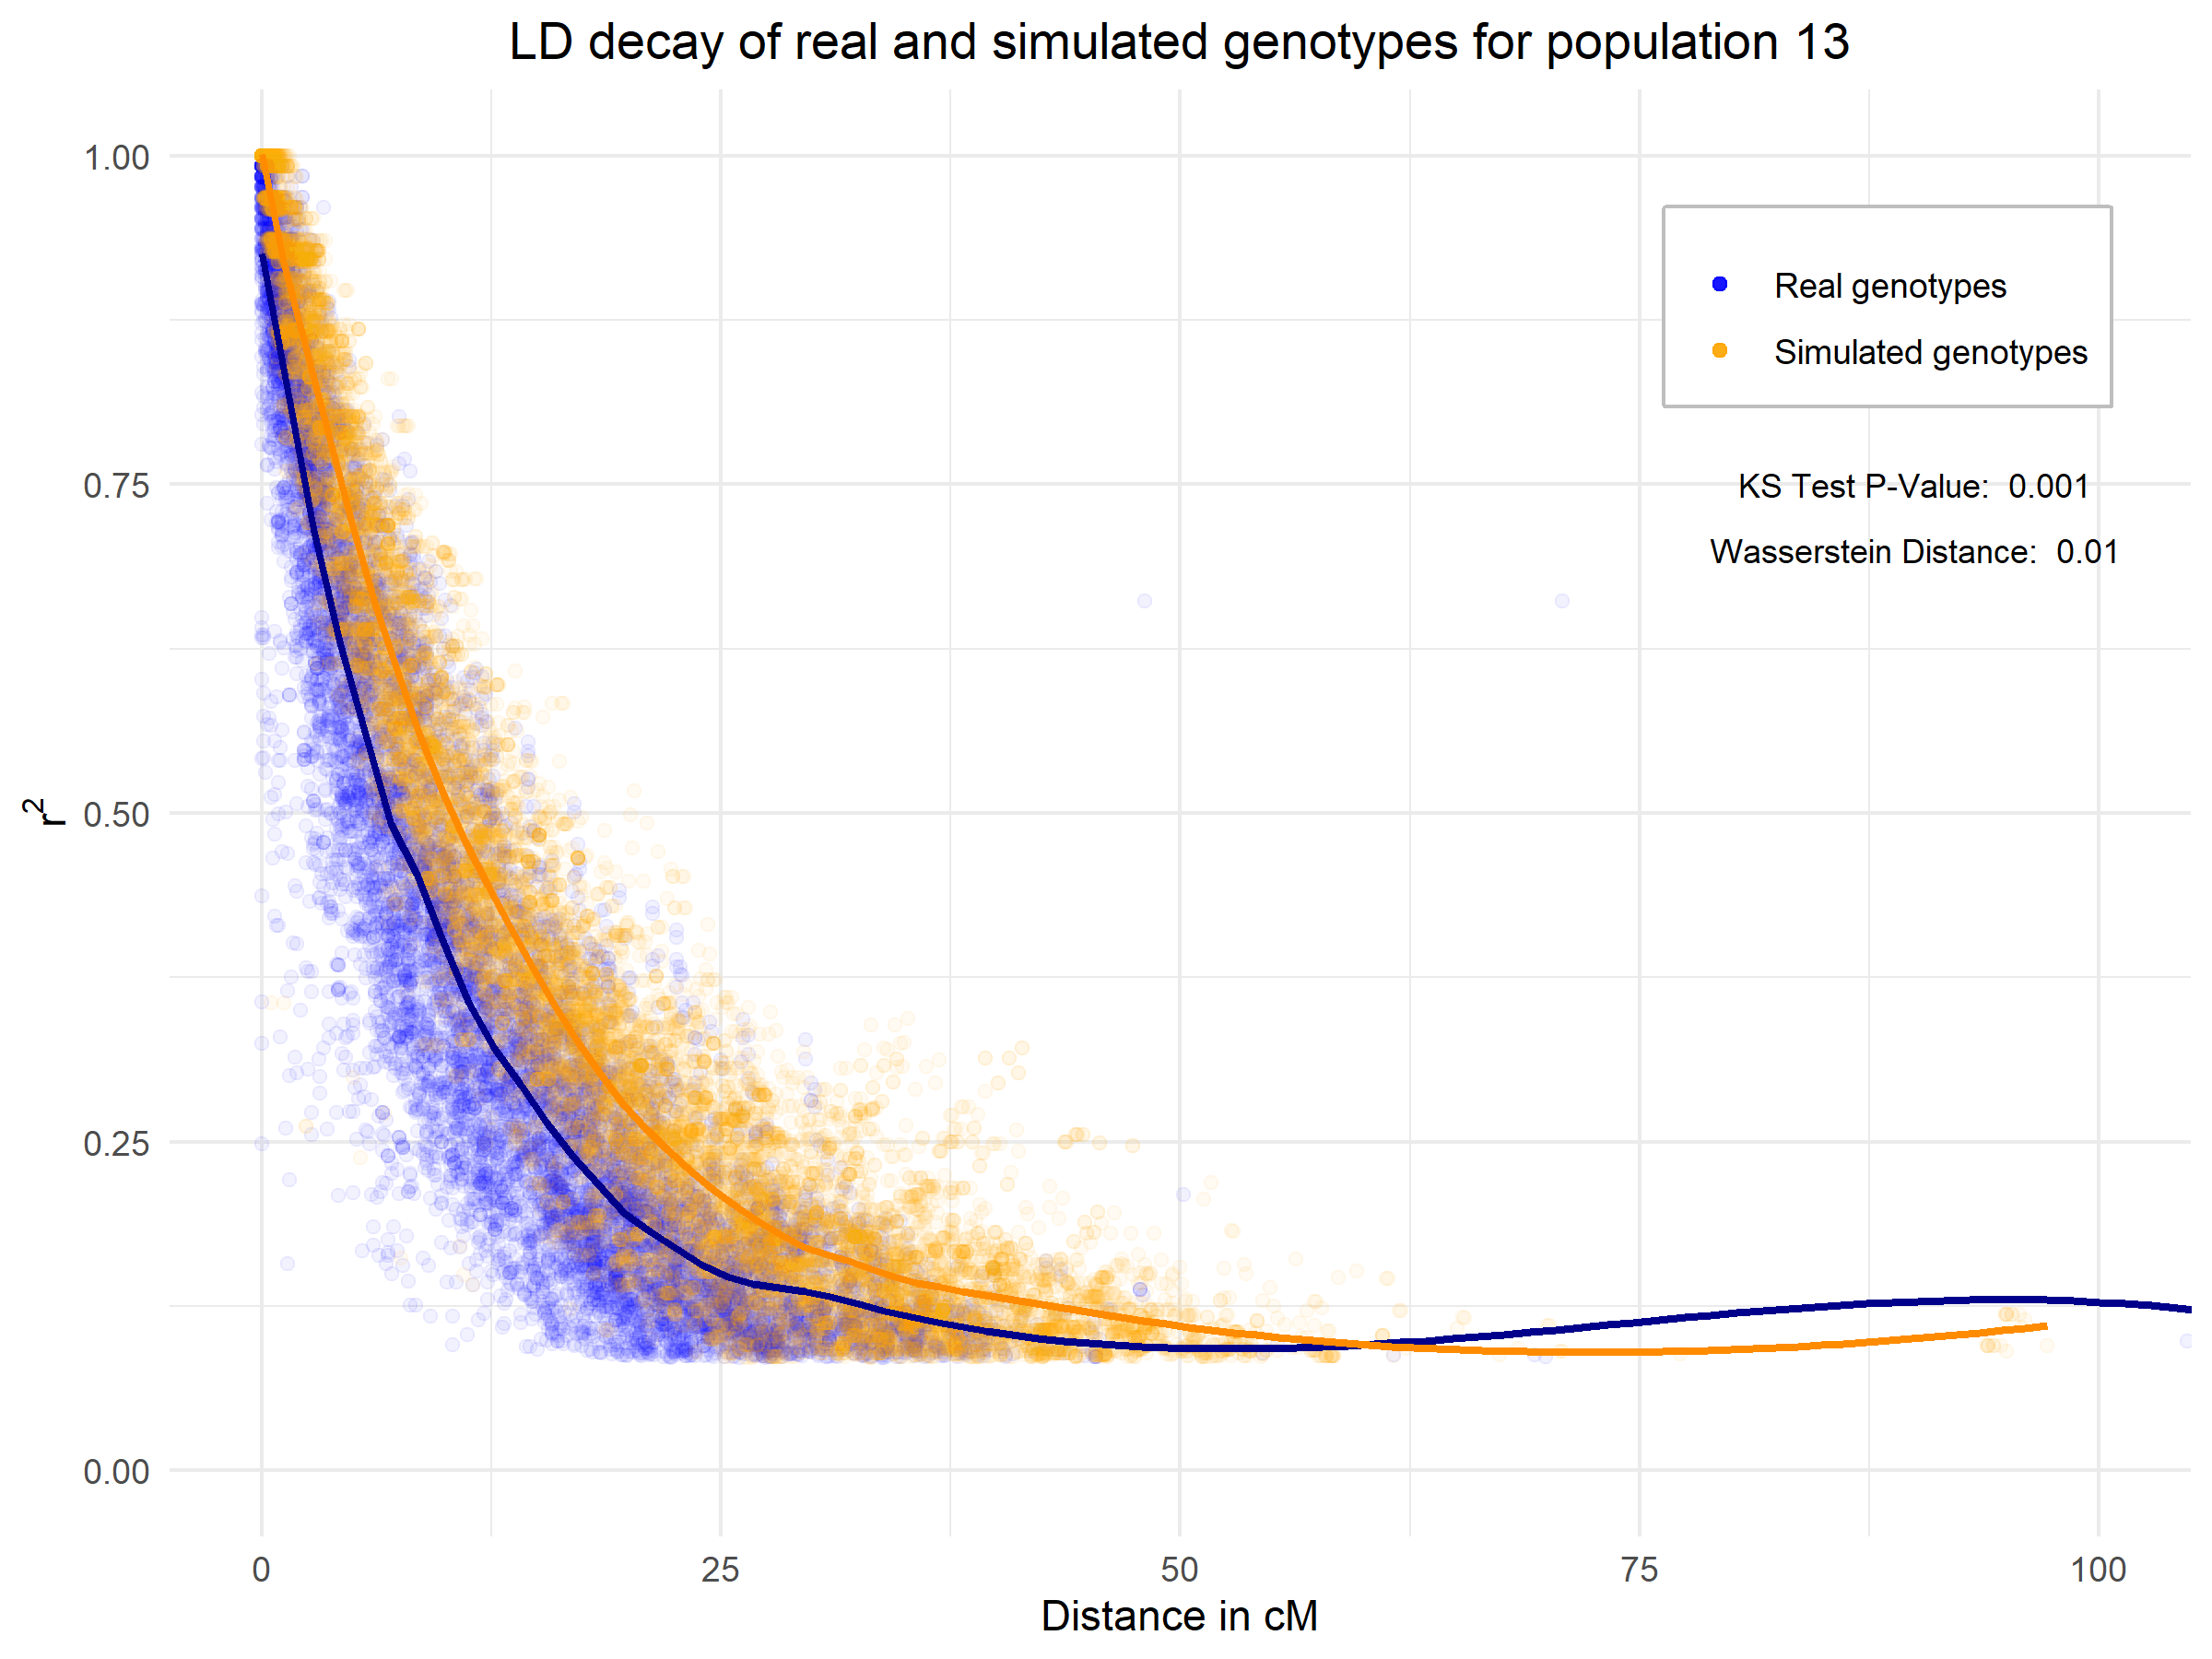 LD decay of real and simulated genotypes for population 13
1.00
0.75
0.50
0.25
0.00
r²
Real genotypes
Simulated genotypes
KS Test P-Value: 0.001
Wasserstein Distance: 0.01
0 25 50 75 100
Distance in cM